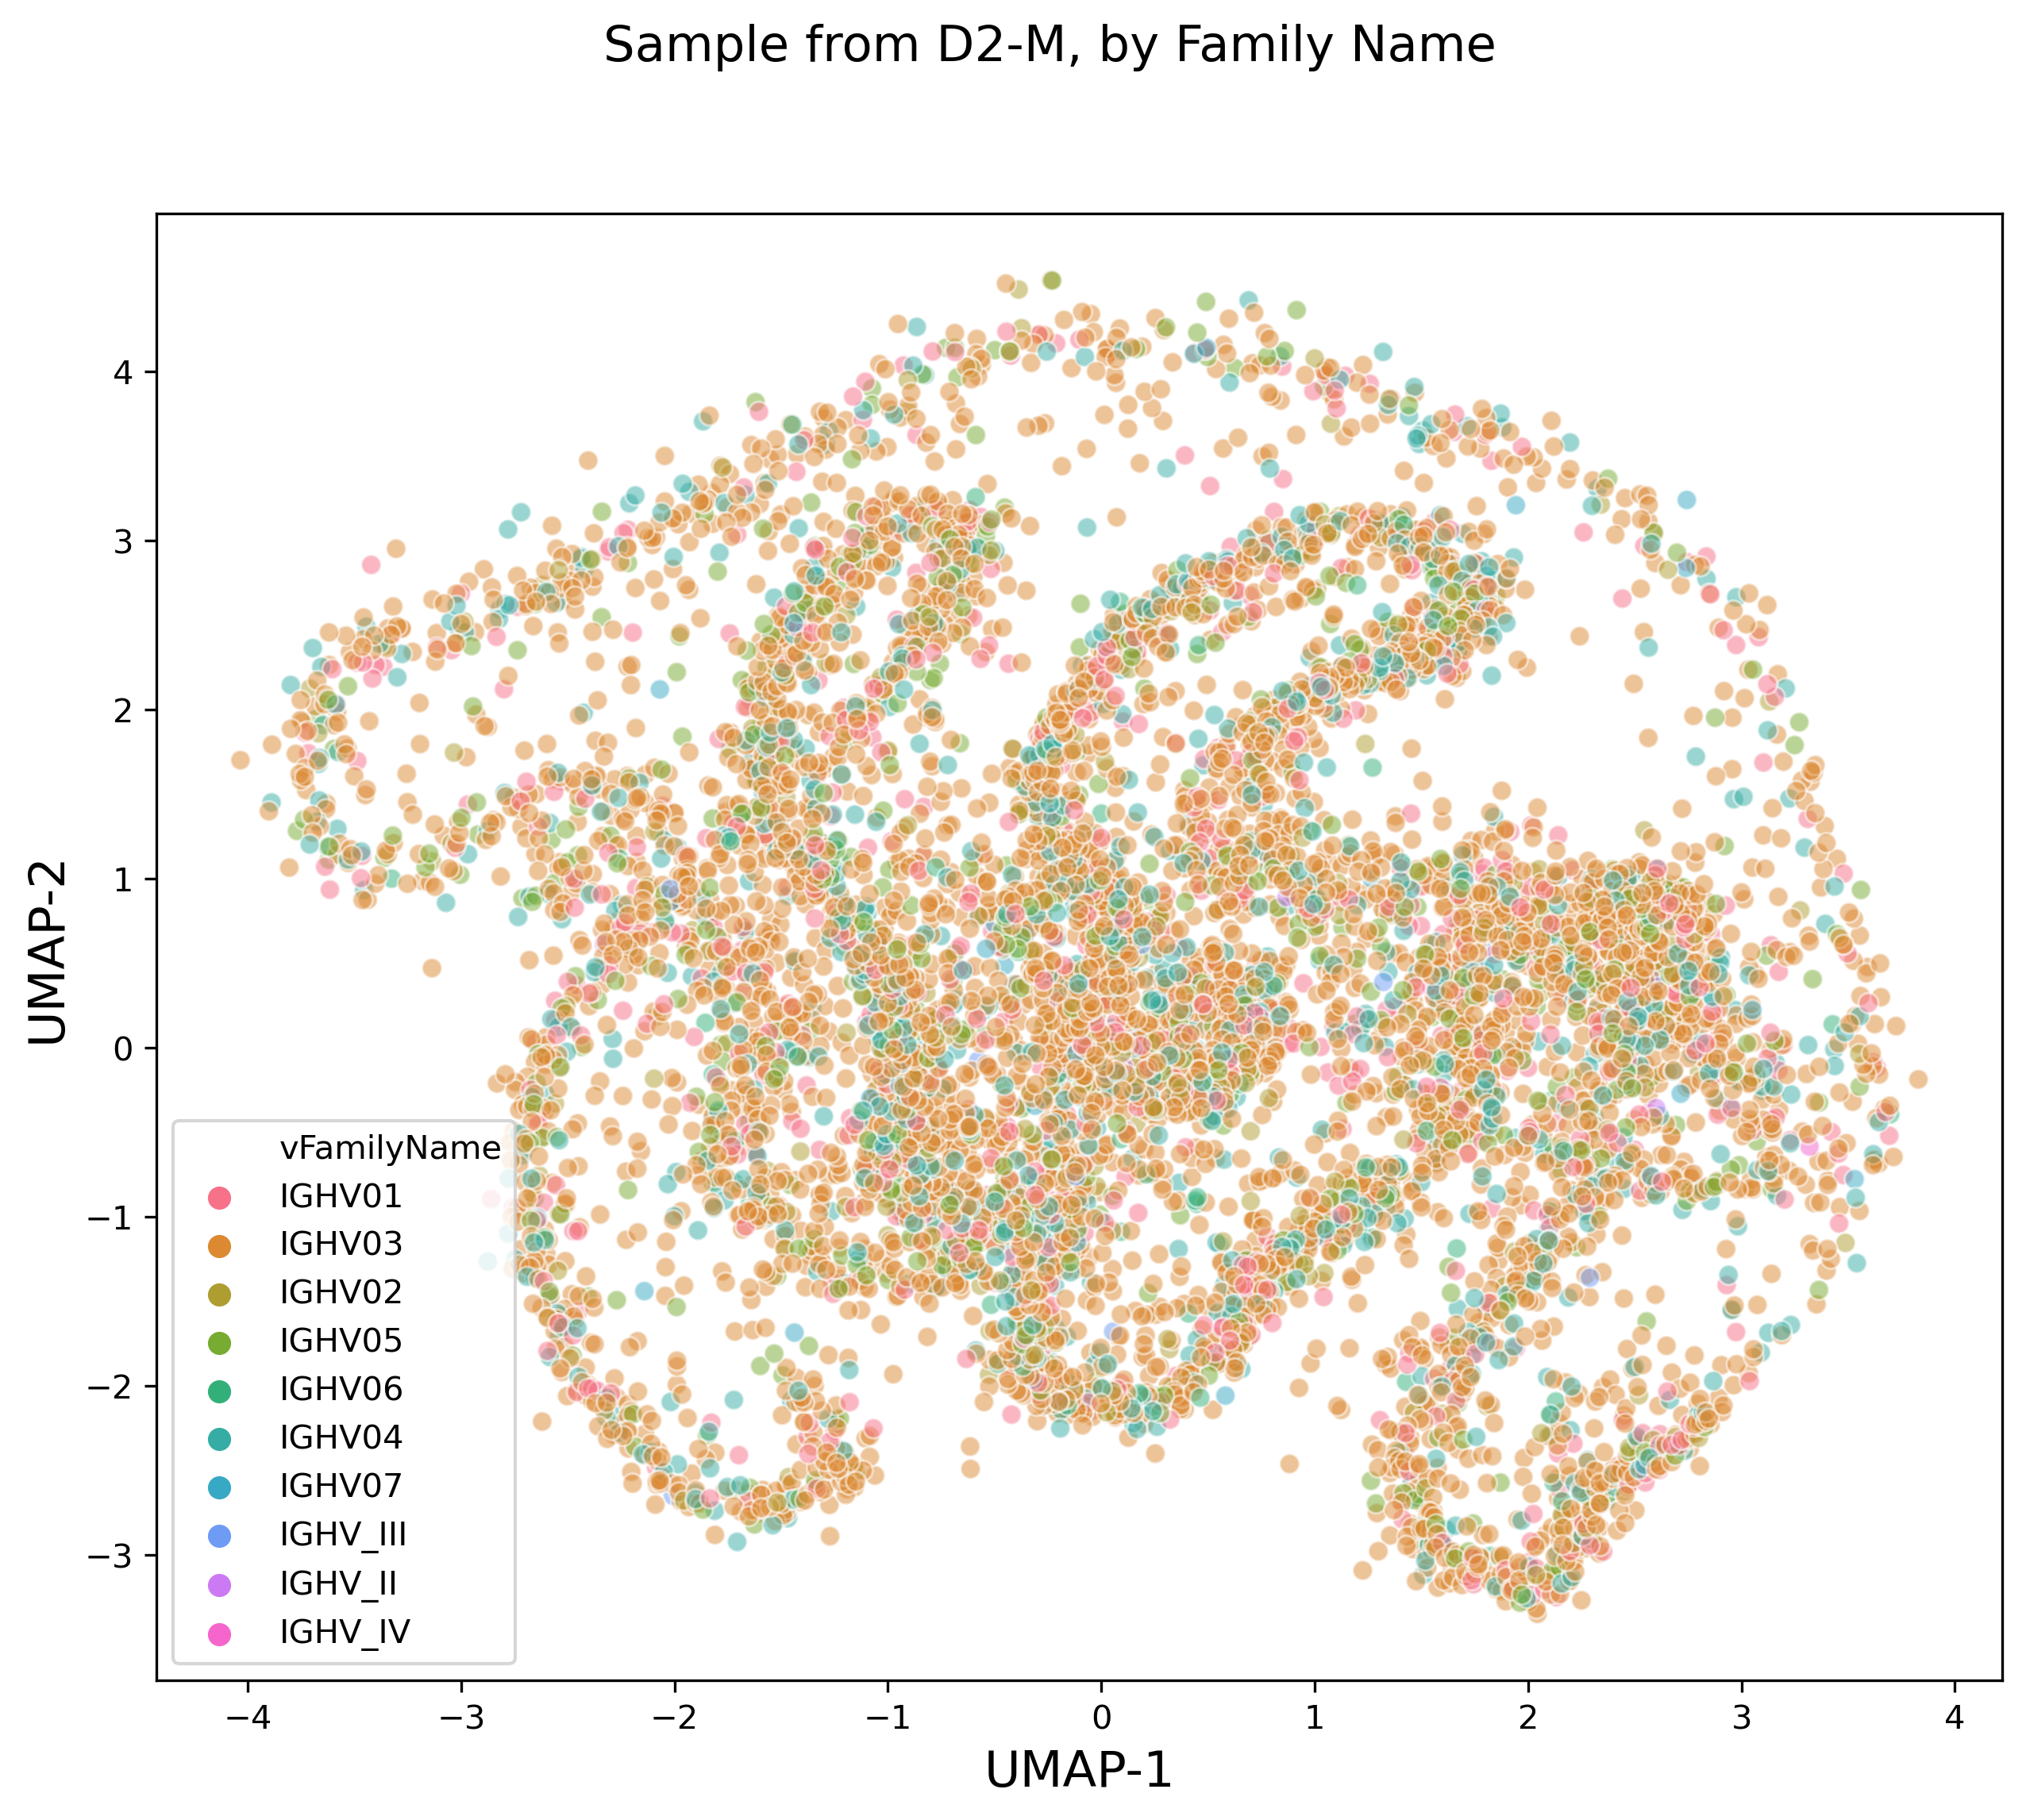 Sample from D2-M, by Family Name
4
3
2
1
0
−1
−2
−3
UMAP-2
vFamilyName
IGHV01
IGHV03
IGHV02
IGHV05
IGHV06
IGHV04
IGHV07
IGHV_III
IGHV_II
IGHV_IV
−4 −3 −2 −1 0 1 2 3 4
UMAP-1